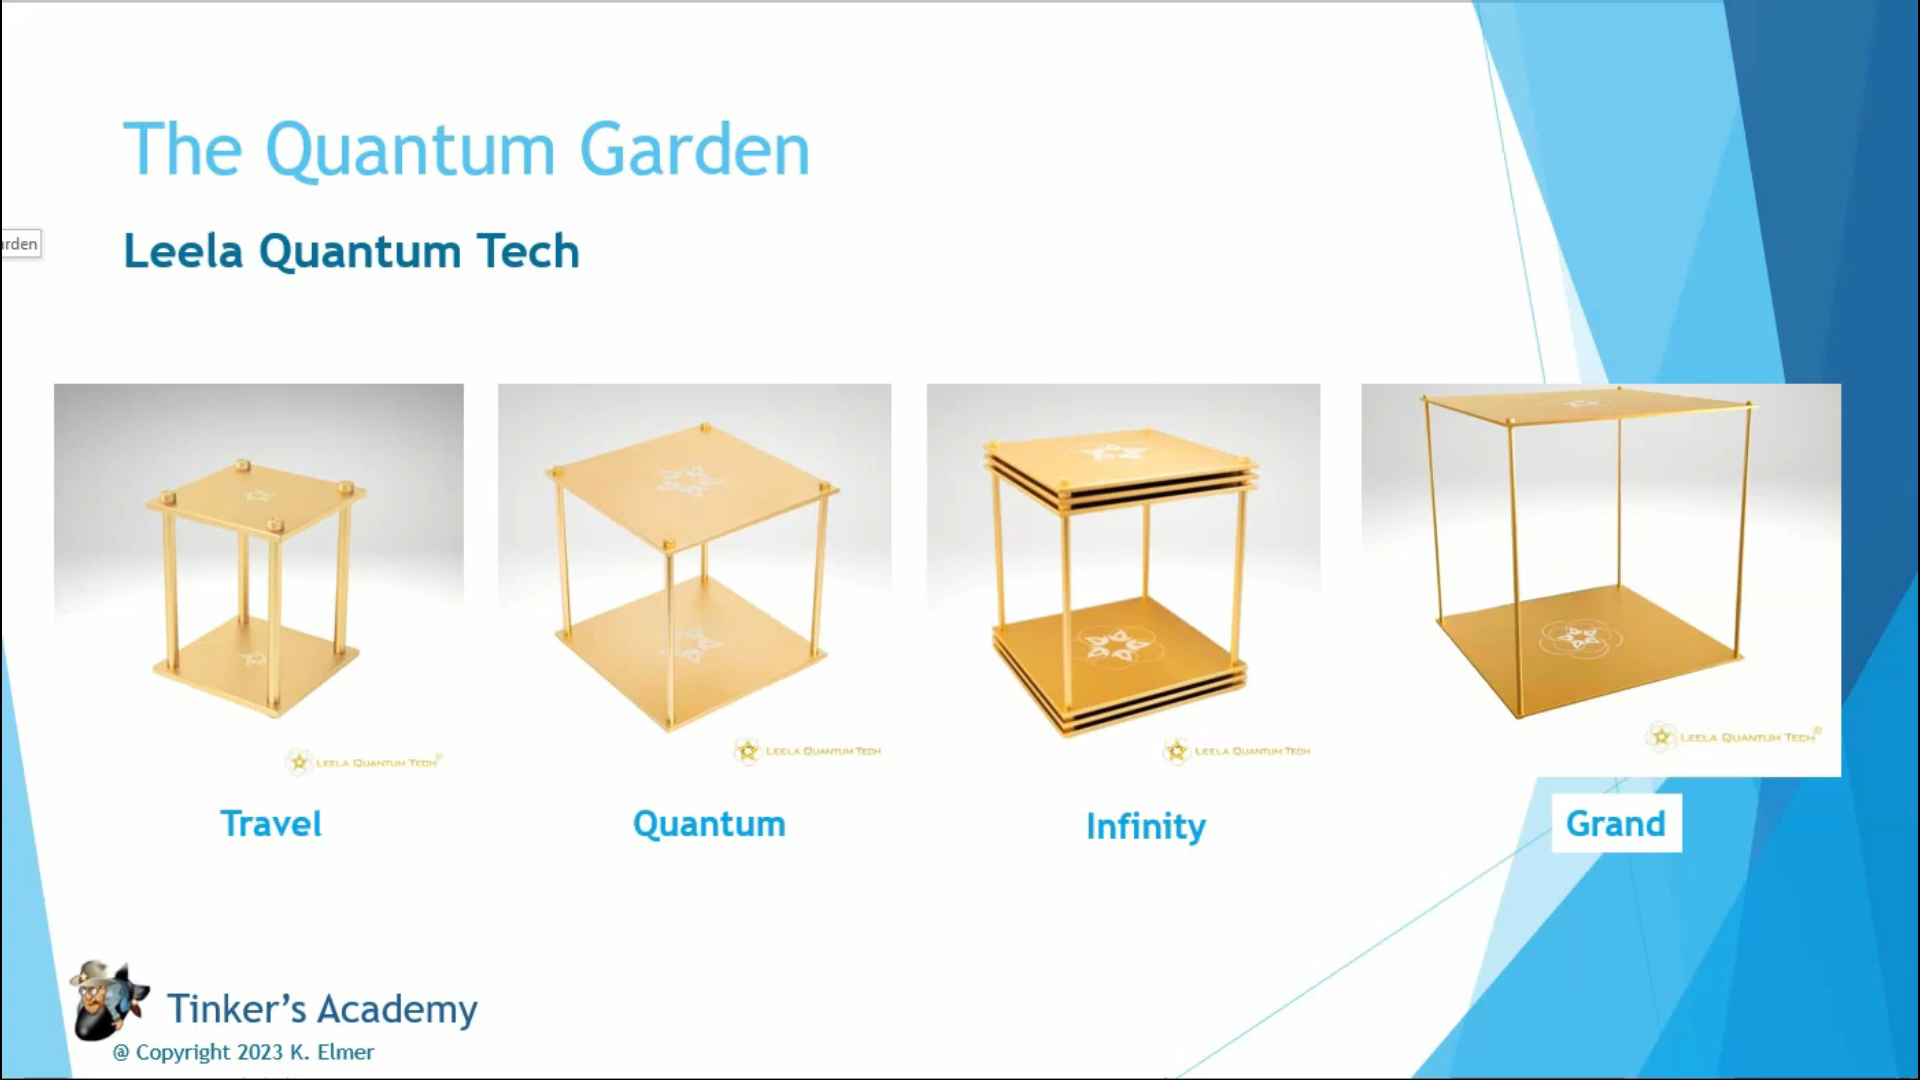 The Quantum Garden
Leela Quantum Tech
arden
LEELA QUANTUM TECH®
LEELA QUANTUM TECH
LEELA QUANTUM TECH
LEELA QUANTUM TECH®
Travel
Quantum
Infinity
Grand
Tinker's Academy
@ Copyright 2023 K. Elmer